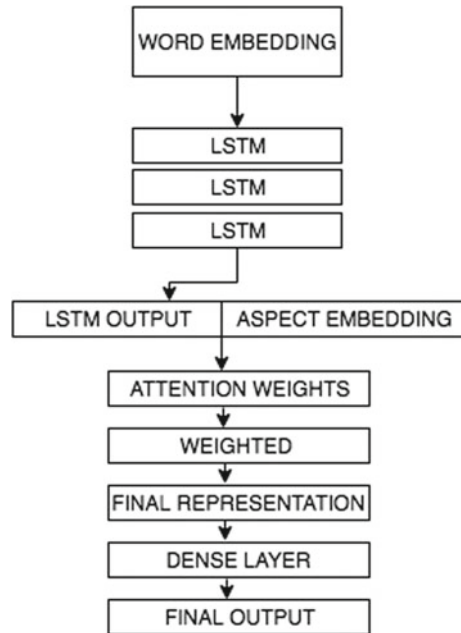 WORD EMBEDDING
LSTM
LSTM
LSTM
LSTM OUTPUT
ASPECT EMBEDDING
ATTENTION WEIGHTS
WEIGHTED
FINAL REPRESENTATION
DENSE LAYER
FINAL OUTPUT